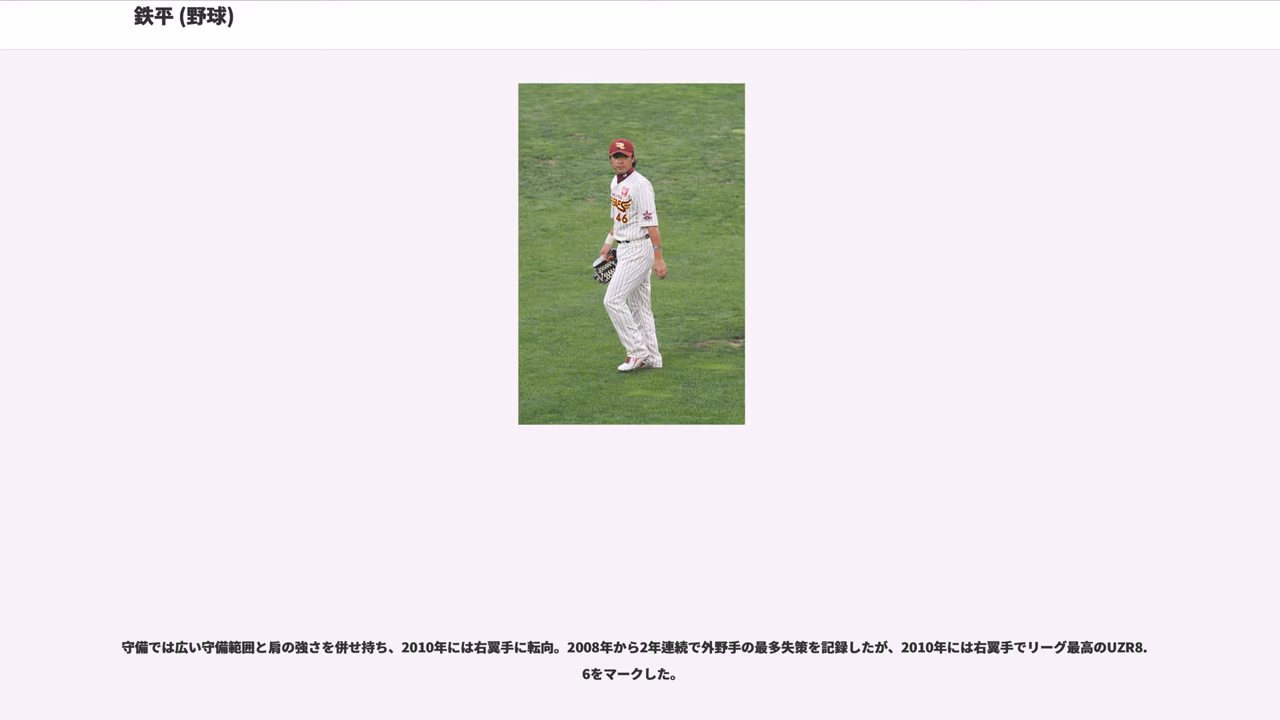 鉄平 (野球)
46
守備では広い守備範囲と肩の強さを併せ持ち、2010年には右翼手に転向。2008年から2年連続で外野手の最多失策を記録したが、2010年には右翼手でリーグ最高のUZR8.
6をマークした。